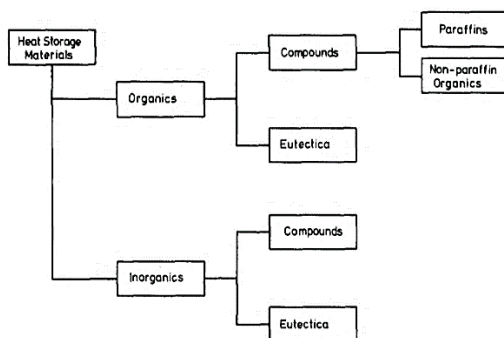 Heat Storage
Materials
Organics
Compounds
Paraffins
Non-paraffin
Organics
Eutectica
Inorganics
Compounds
Eutectica